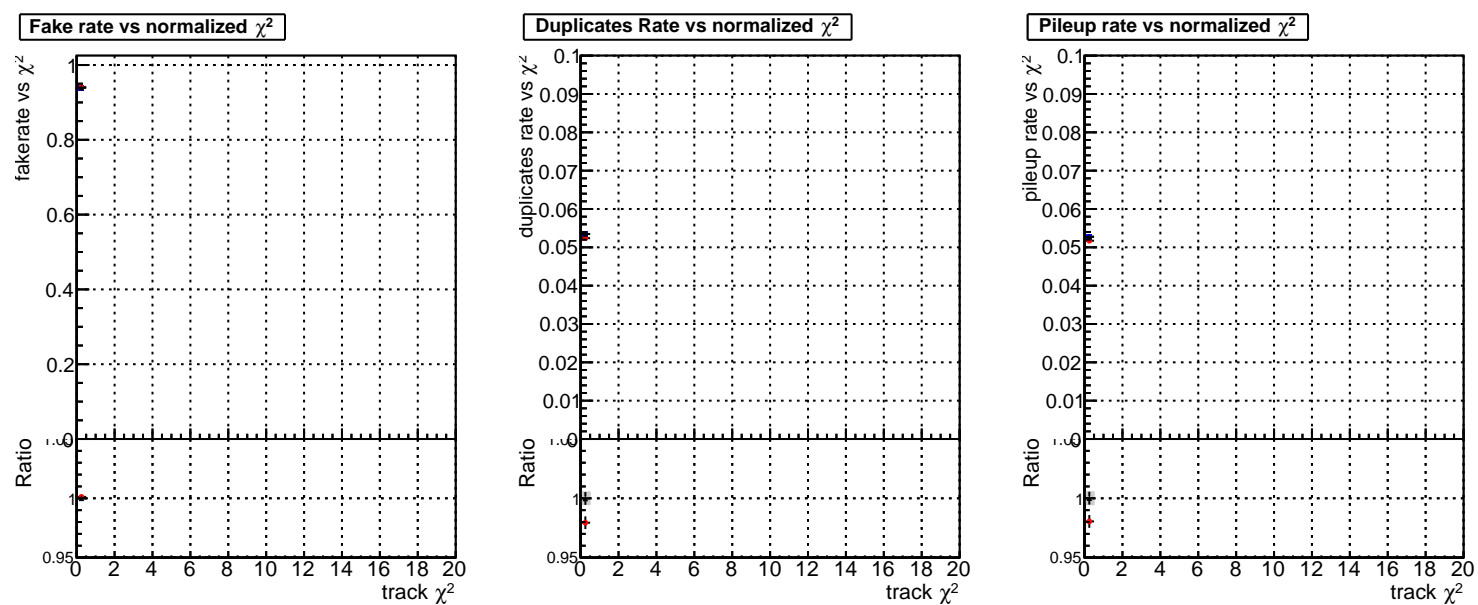 Fake rate vs normalized χ²
fakerate vs χ²
1
0.8
0.6
0.4
0.2
0
Ratio
1
0.95
0 2 4 6 8 10 12 14 16 18 20
track χ²
Duplicates Rate vs normalized χ²
duplicates rate vs χ²
0.1
0.09
0.08
0.07
0.06
0.05
0.04
0.03
0.02
0.01
0
Ratio
1
0.95
0 2 4 6 8 10 12 14 16 18 20
track χ²
Pileup rate vs normalized χ²
pileup rate vs χ²
0.1
0.09
0.08
0.07
0.06
0.05
0.04
0.03
0.02
0.01
0
Ratio
1
0.95
0 2 4 6 8 10 12 14 16 18 20
track χ²